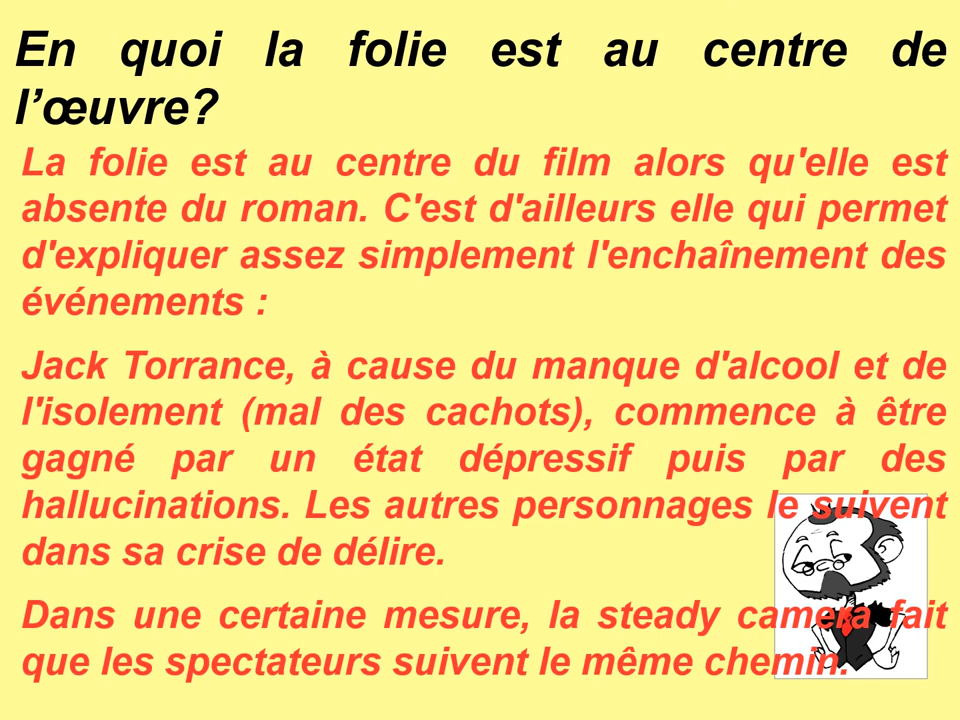 En quoi la folie est au centre de
l’œuvre?
La folie est au centre du film alors qu'elle est
absente du roman. C'est d'ailleurs elle qui permet
d'expliquer assez simplement l'enchaînement des
événements :
Jack Torrance, à cause du manque d'alcool et de
l'isolement (mal des cachots), commence à être
gagné par un état dépressif puis par des
hallucinations. Les autres personnages le suivent
dans sa crise de délire.
Dans une certaine mesure, la steady camera fait
que les spectateurs suivent le même chemin.